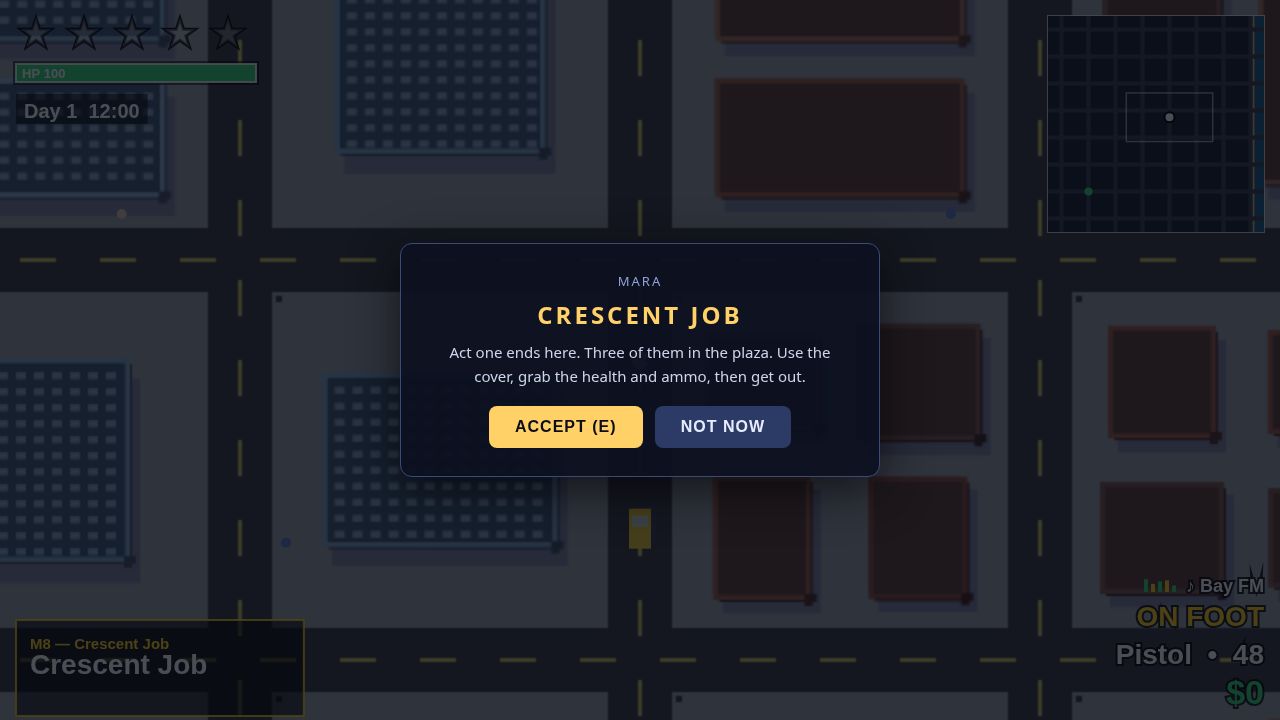 HP 100
Day 1 12:00
MARA
CRESCENT JOB
Act one ends here. Three of them in the plaza. Use the
cover, grab the health and ammo, then get out.
ACCEPT (E)
NOT NOW
♪ Bay FM
ON FOOT
Pistol • 48
$0
M8 — Crescent Job
Crescent Job